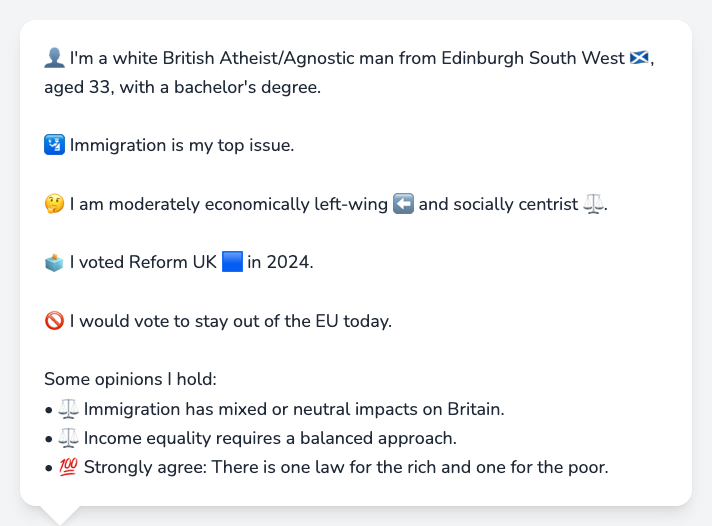 👤 I'm a white British Atheist/Agnostic man from Edinburgh South West 🏴󠁧󠁢󠁳󠁣󠁴󠁿,
aged 33, with a bachelor's degree.
🛂 Immigration is my top issue.
🤔 I am moderately economically left-wing ⬅️ and socially centrist ⚖️.
🗳️ I voted Reform UK 🟦 in 2024.
🚫 I would vote to stay out of the EU today.
Some opinions I hold:
• ⚖️ Immigration has mixed or neutral impacts on Britain.
• ⚖️ Income equality requires a balanced approach.
• 💯 Strongly agree: There is one law for the rich and one for the poor.